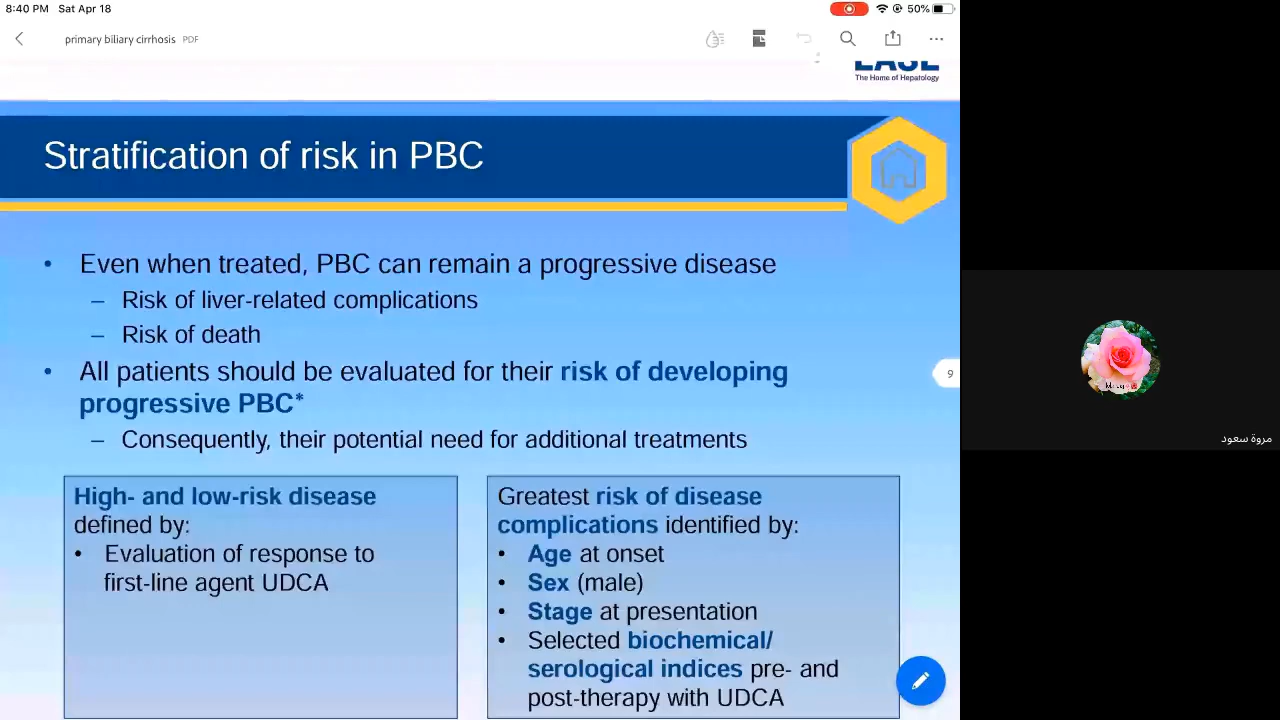 8:40 PM Sat Apr 18
50%
primary biliary cirrhosis PDF
EASL
The Home of Hepatology
Stratification of risk in PBC
• Even when treated, PBC can remain a progressive disease
– Risk of liver-related complications
– Risk of death
• All patients should be evaluated for their risk of developing
progressive PBC*
– Consequently, their potential need for additional treatments
9
High- and low-risk disease
defined by:
• Evaluation of response to
first-line agent UDCA
Greatest risk of disease
complications identified by:
• Age at onset
• Sex (male)
• Stage at presentation
• Selected biochemical/
serological indices pre- and
post-therapy with UDCA
مروة سعود